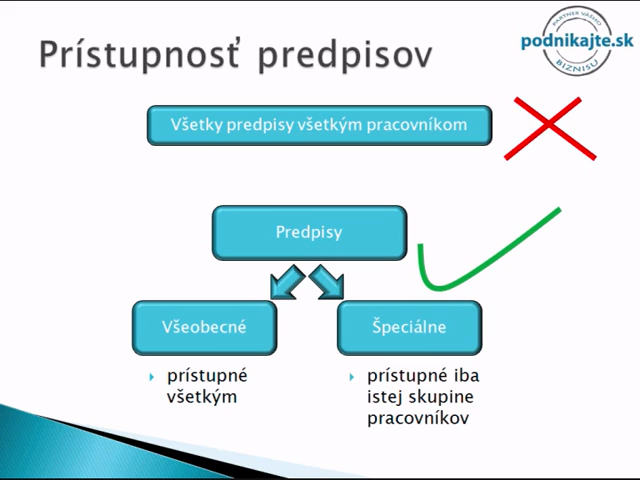 Prístupnosť predpisov
PARTNER VÁŠHO
podnikajte.sk
BIZNISU
Všetky predpisy všetkým pracovníkom
Predpisy
Všeobecné
Špeciálne
prístupné
všetkým
prístupné iba
istej skupine
pracovníkov